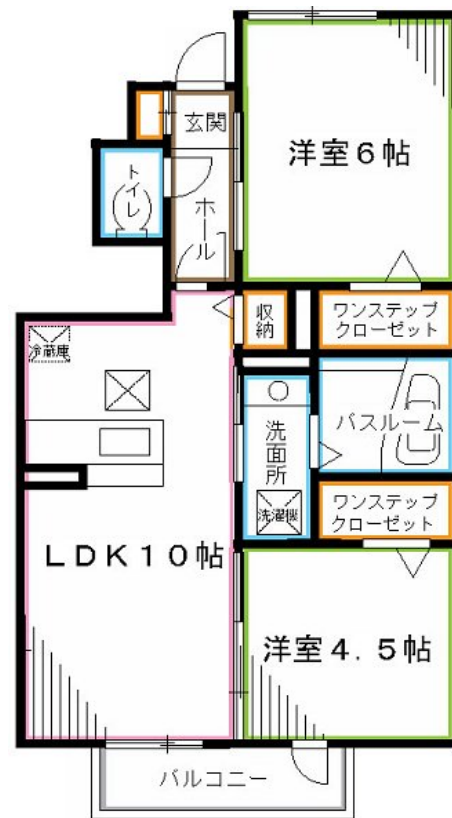 玄関
洋室6帖
トイレ
ホール
収納
ワンステップ
クローゼット
冷蔵庫
洗面所
バスルーム
洗濯機
ワンステップ
クローゼット
LDK10帖
洋室4.5帖
バルコニー